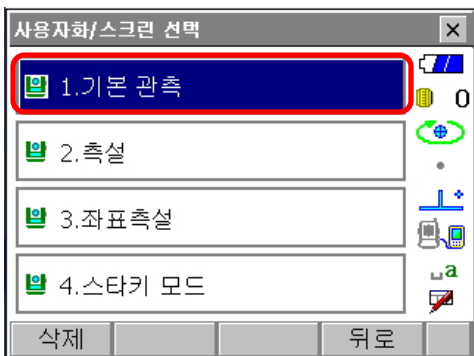 사용자화/스크린 선택
1.기본 관측
0
2.측설
3.좌표측설
4.스타키 모드
a
삭제
뒤로